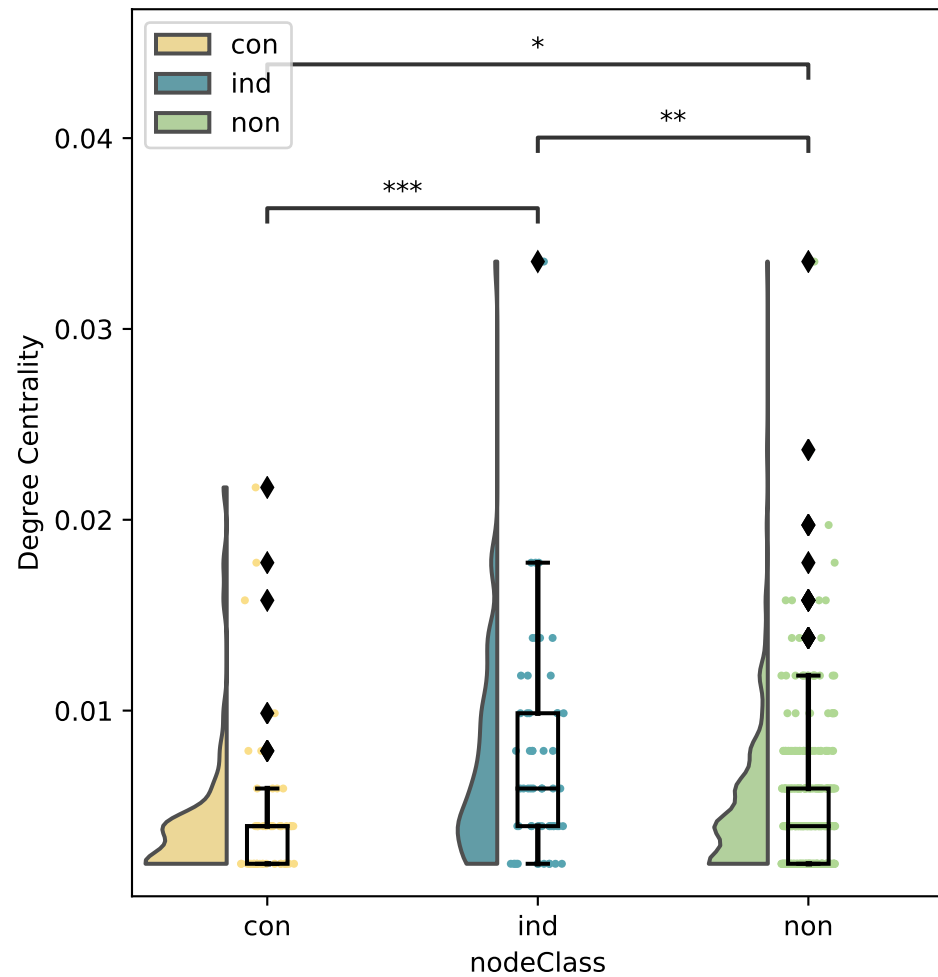 con
ind
non
*
**
***
0.04
0.03
0.02
0.01
Degree Centrality
con
ind
non
nodeClass